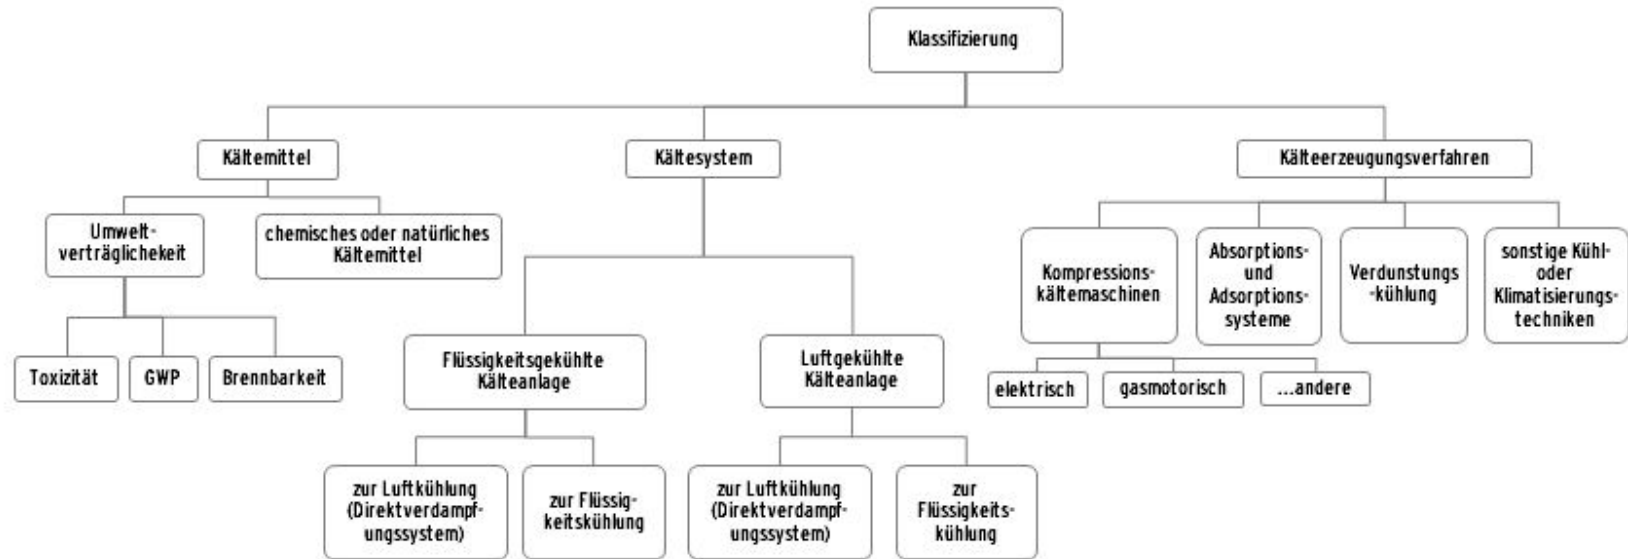 Klassifizierung
Kältemittel
Kältesystem
Kälteerzeugungsverfahren
Umwelt-
verträglichekeit
chemisches oder natürliches
Kältemittel
Kompressions-
kältemaschinen
Absorptions-
und
Adsorptions-
systeme
Verdunstungs
-kühlung
sonstige Kühl-
oder
Klimatisierungs-
techniken
Toxizität
GWP
Brennbarkeit
Flüssigkeitsgekühlte
Kälteanlage
Luftgekühlte
Kälteanlage
elektrisch
gasmotorisch
...andere
zur Luftkühlung
(Direktverdampf-
ungssystem)
zur Flüssig-
keitskühlung
zur Luftkühlung
(Direktverdampf-
ungssystem)
zur
Flüssigkeits-
kühlung